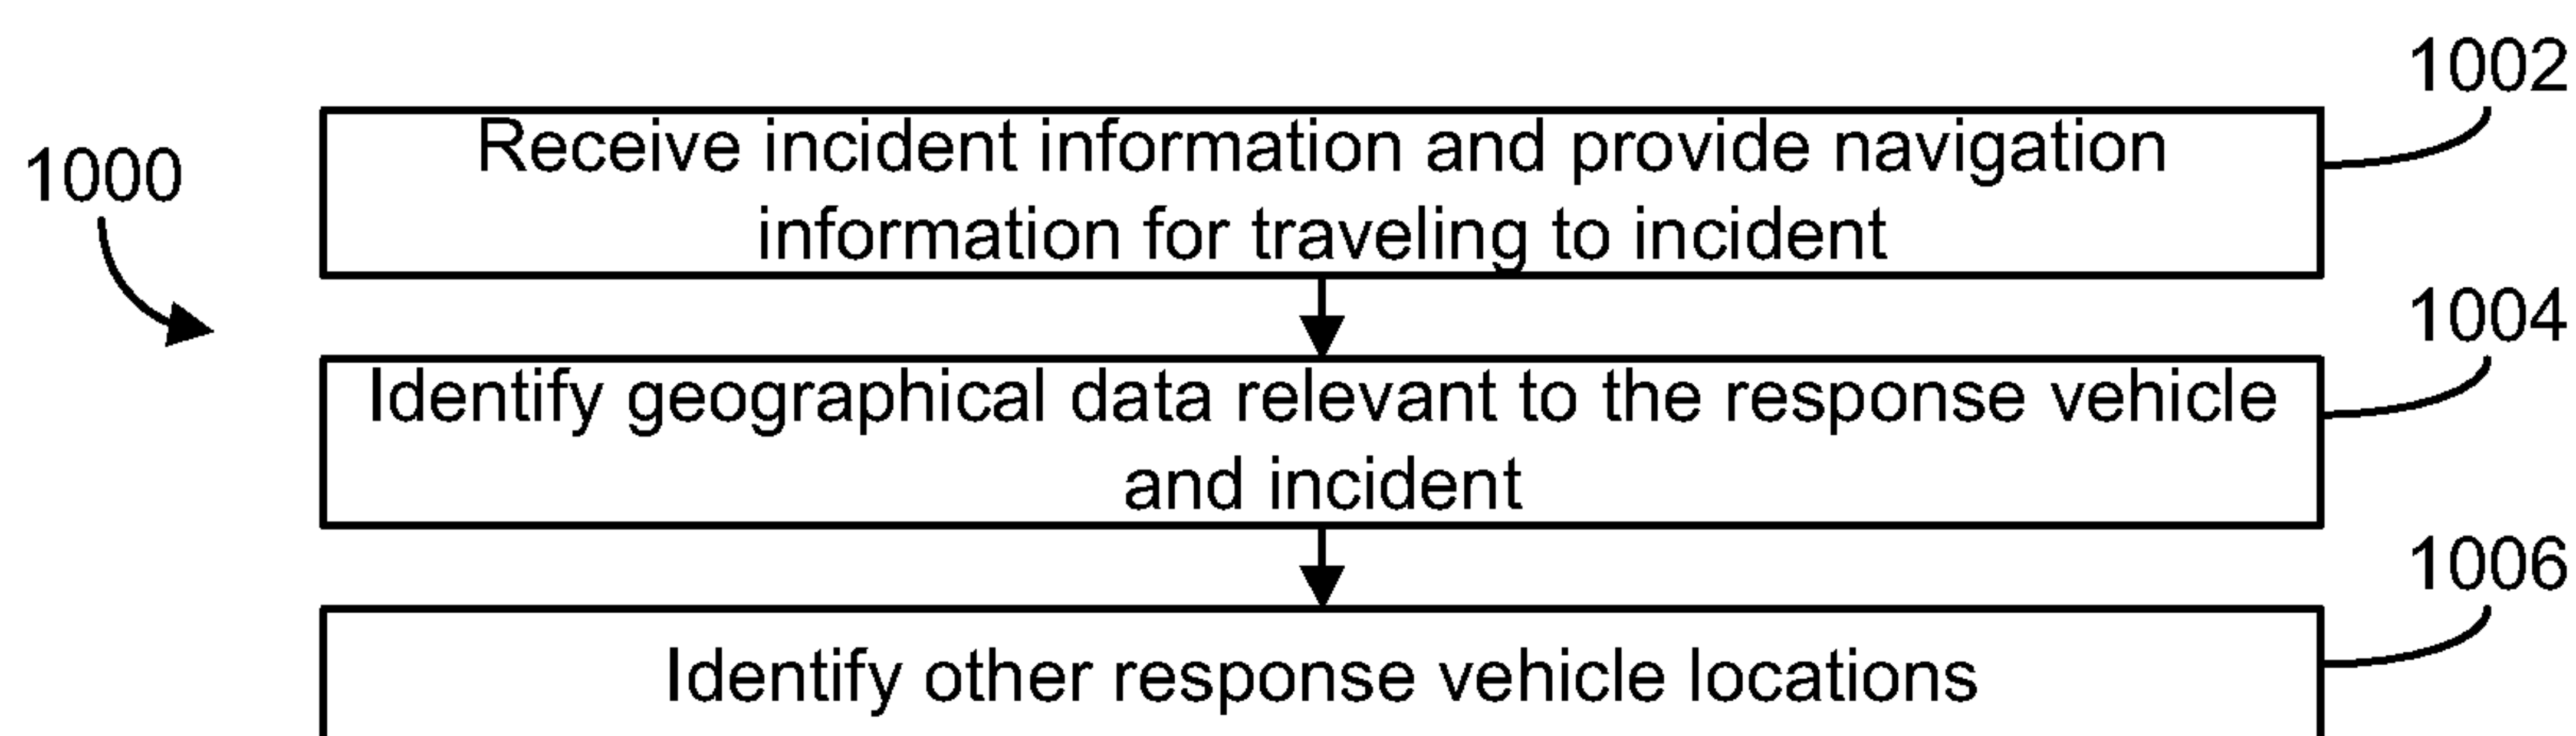 1002
1000
Receive incident information and provide navigation
information for traveling to incident
1004
Identify geographical data relevant to the response vehicle
and incident
1006
Identify other response vehicle locations